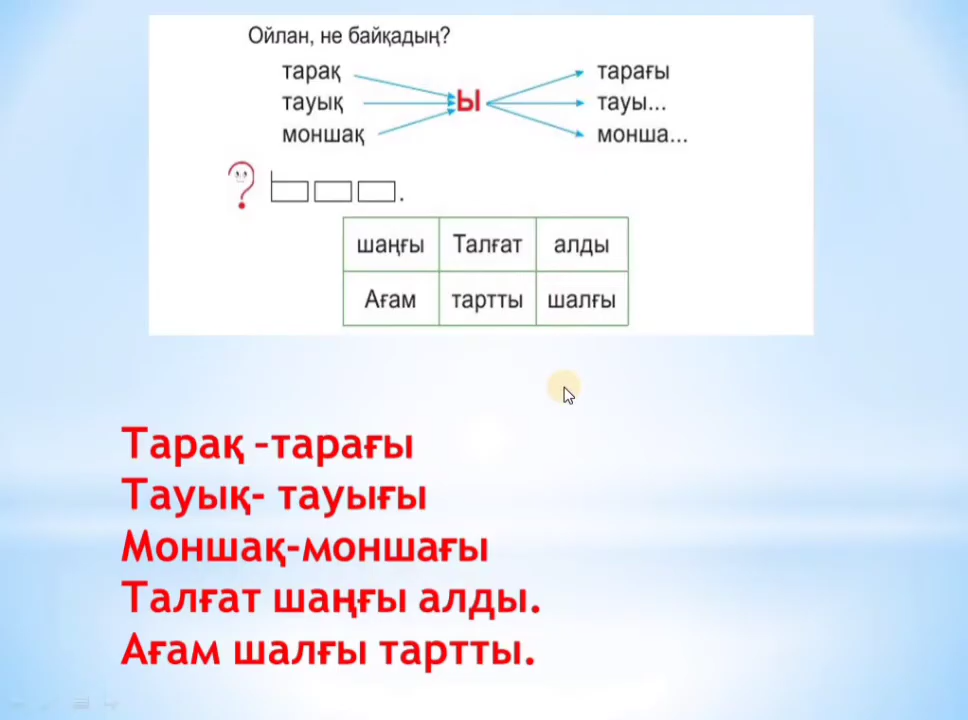 Ойлан, не байқадың?
тарақ тарағы
тауық ы тауы...
моншақ монша...
шаңғы Талғат алды
Ағам тартты шалғы
Тарақ –тарағы
Тауық- тауығы
Моншақ-моншағы
Талғат шаңғы алды.
Ағам шалғы тартты.